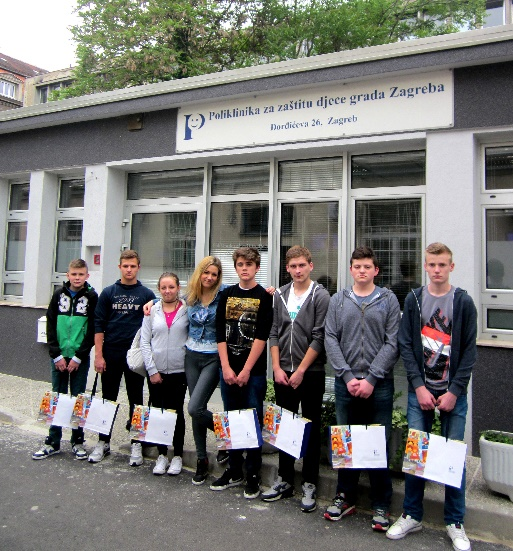 Poliklinika za zaštitu djece grada Zagreba
Đorđićeva 26, Zagreb
HEAVY